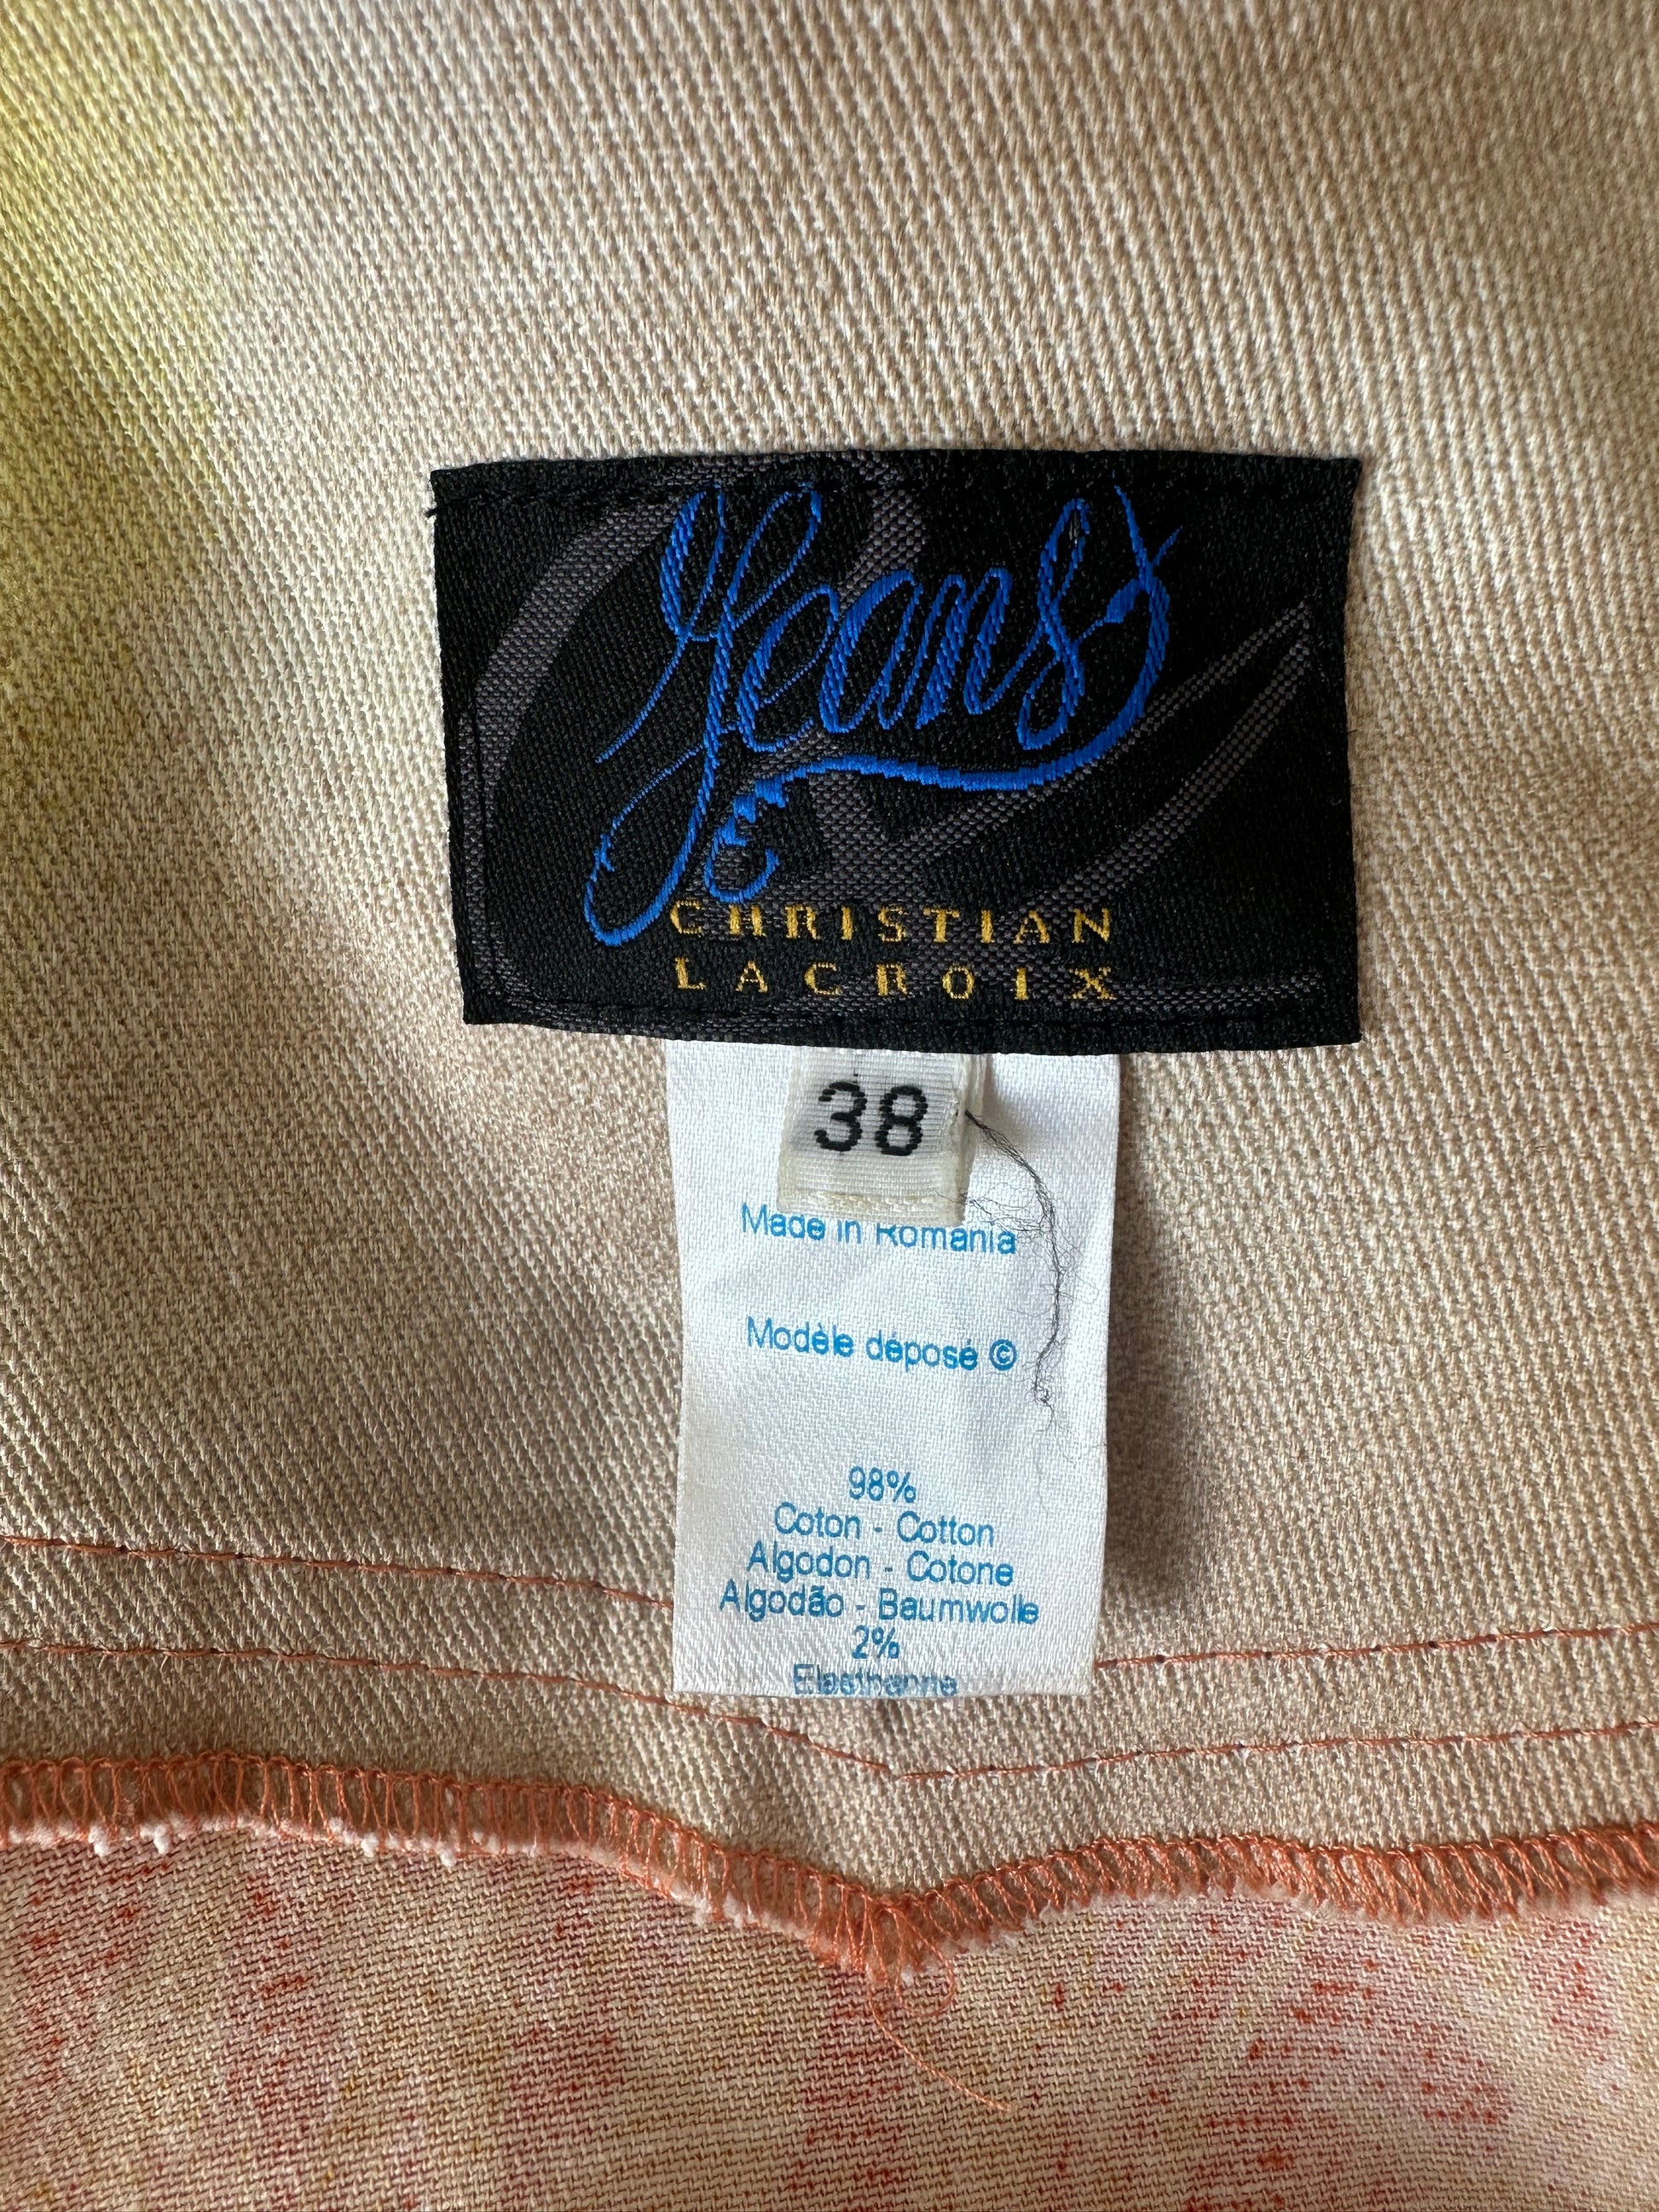 Jeans
CHRISTIAN
LACROIX
38
Made in Romania
Modèle déposé ©
98%
Coton - Cotton
Algodon - Cotone
Algodão - Baumwolle
2%
Elasthanne